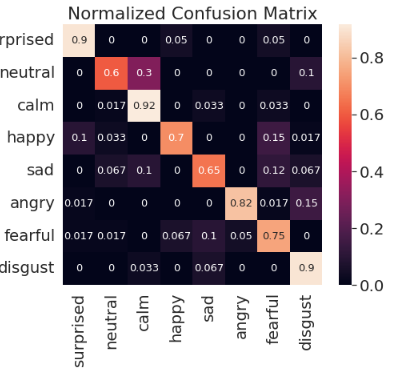 Normalized Confusion Matrix
rprised 0.9 0 0 0.05 0 0 0.05 0
neutral 0 0.6 0.3 0 0 0 0 0.1
calm 0 0.017 0.92 0 0.033 0 0.033 0
happy 0.1 0.033 0 0.7 0 0 0.15 0.017
sad 0 0.067 0.1 0 0.65 0 0.12 0.067
angry 0.017 0 0 0 0 0.82 0.017 0.15
fearful 0.017 0.017 0 0.067 0.1 0.05 0.75 0
disgust 0 0 0.033 0 0.067 0 0 0.9
surprised neutral calm happy sad angry fearful disgust
0.8
0.6
0.4
0.2
0.0